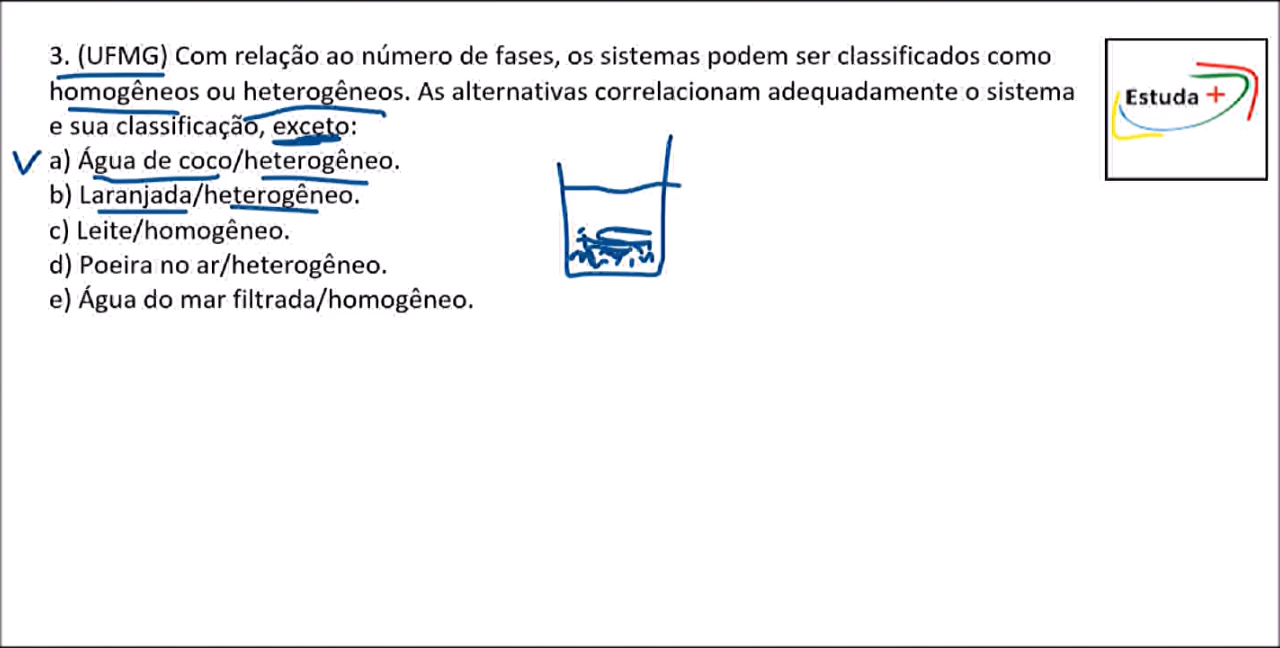 3. (UFMG) Com relação ao número de fases, os sistemas podem ser classificados como
homogêneos ou heterogêneos. As alternativas correlacionam adequadamente o sistema
e sua classificação, exceto:
a) Água de coco/heterogêneo.
b) Laranjada/heterogêneo.
c) Leite/homogêneo.
d) Poeira no ar/heterogêneo.
e) Água do mar filtrada/homogêneo.
Estuda +